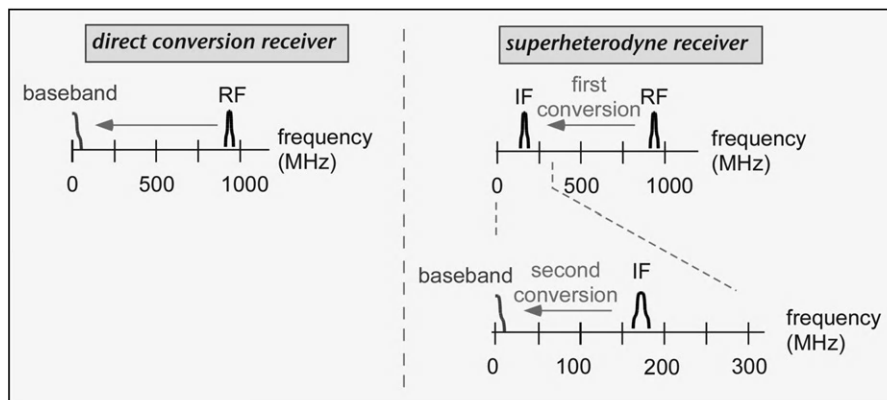 direct conversion receiver
baseband
RF
frequency
(MHz)
0 500 1000
superheterodyne receiver
IF
first
conversion
RF
frequency
(MHz)
0 500 1000
baseband
second
conversion
IF
frequency
(MHz)
0 100 200 300